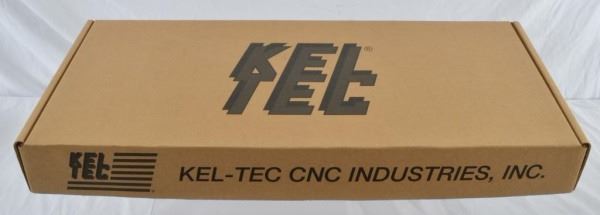 KEL
TEC®
KEL
TEC
KEL-TEC CNC INDUSTRIES, INC.